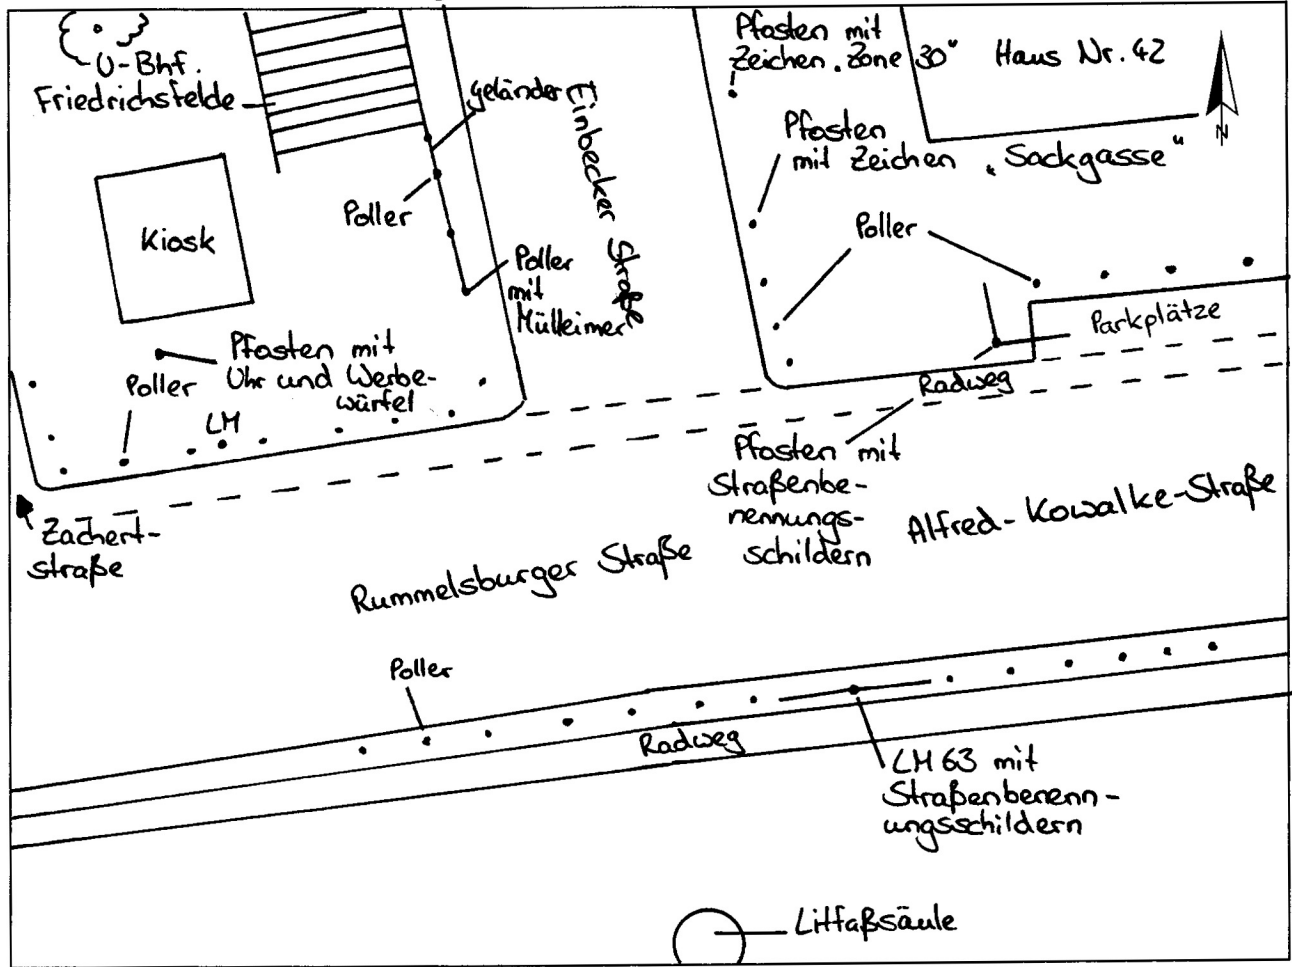 U-Bhf.
Friedrichsfelde
Geländer
Einbecker Straße
Pfosten mit
Zeichen „Zone 30“
Haus Nr. 42
N
Pfosten
mit Zeichen „Sackgasse“
Poller
Kiosk
Poller
mit
Mülleimer
Poller
Parkplätze
Pfosten mit
Uhr und Werbe-
würfel
Poller
LM
Radweg
Pfosten mit
Straßenbe-
nennungs-
schildern
Zachert-
straße
Rummelsburger Straße
Alfred-Kowalke-Straße
Poller
Radweg
LM 63 mit
Straßenbenenn-
ungsschildern
Litfaßsäule